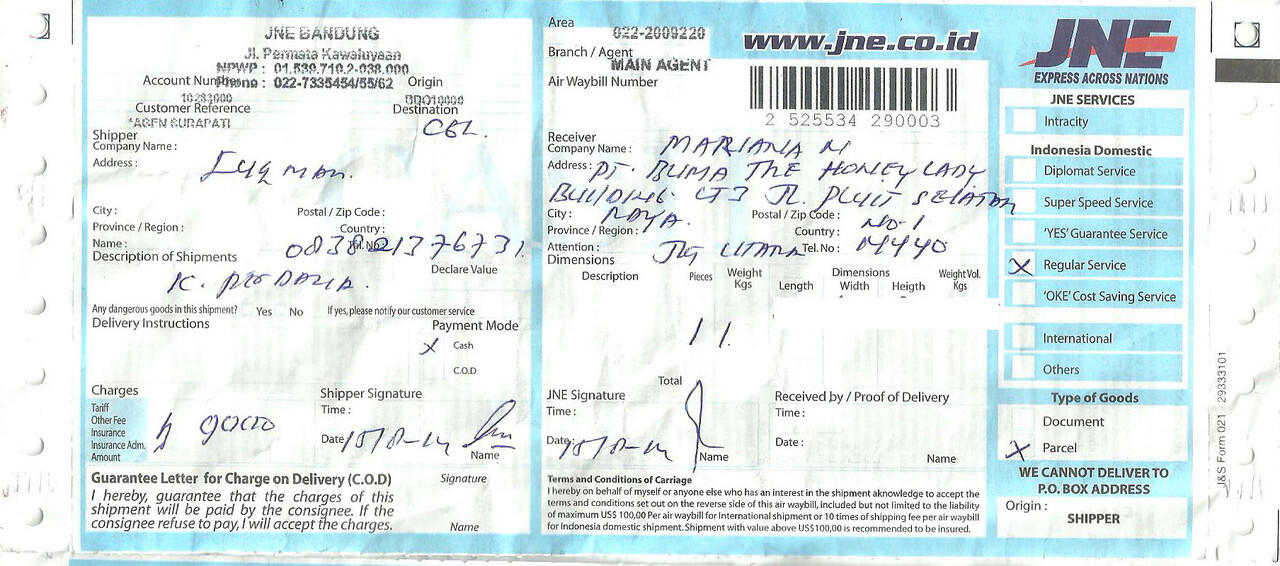 JNE BANDUNG
Jl. Permata Kawaluyaan
NPWP : 01.539.710.2-038.000
Account Number Phone : 022-7335454/55/62
Origin
10283000
BDO10000
Customer Reference
Destination
'AGEN SURAPATI
CGL.
Shipper
Company Name :
Address :
Luqman.
City :
Postal / Zip Code :
Province / Region :
Country :
Name :
Tel. No :
Description of Shipments
Declare Value
Any dangerous goods in this shipment? Yes No If yes, please notify our customer service
Delivery Instructions
Payment Mode
X Cash
C.O.D
Charges
Tariff
Other Fee
Insurance
Insurance Adm.
Amount
9000
Shipper Signature
Time :
Date :
Name
Guarantee Letter for Charge on Delivery (C.O.D)
Signature
I hereby, guarantee that the charges of this
shipment will be paid by the consignee. If the
consignee refuse to pay, I will accept the charges.
Name
Area
022-2009220
Branch / Agent
MAIN AGENT
Air Waybill Number
www.jne.co.id
2 525534 290003
Receiver
Company Name :
MARIANA M
Address :
PT. BUMA THE HONEY LADY
BUILDING LT3 JL. PLUIT SELATAN
City :
RAYA.
Postal / Zip Code :
NO-1
Province / Region :
Country :
Attention :
JKT UTARA
Tel. No :
14440
Dimensions
Description
Pieces
Weight
Kgs
Dimensions
Length Width Heigth
Weight Vol.
Kgs
1 1.
Total
JNE Signature
Time :
Date :
Name
Received by / Proof of Delivery
Time :
Date :
Name
Terms and Conditions of Carriage
I hereby on behalf of myself or anyone else who has an interest in the shipment aknowledge to accept the
terms and conditions set out on the reverse side of this air waybill, included but not limited to the liability
of maximum US$ 100,00 Per air waybill for International shipment or 10 times of shipping fee per air waybill
for Indonesia domestic shipment. Shipment with value above US$100,00 is recommended to be insured.
JNE
EXPRESS ACROSS NATIONS
JNE SERVICES
Intracity
Indonesia Domestic
Diplomat Service
Super Speed Service
'YES' Guarantee Service
X Regular Service
'OKE' Cost Saving Service
International
Others
Type of Goods
Document
X Parcel
WE CANNOT DELIVER TO
P.O. BOX ADDRESS
Origin :
SHIPPER
J&S Form 021 29333101